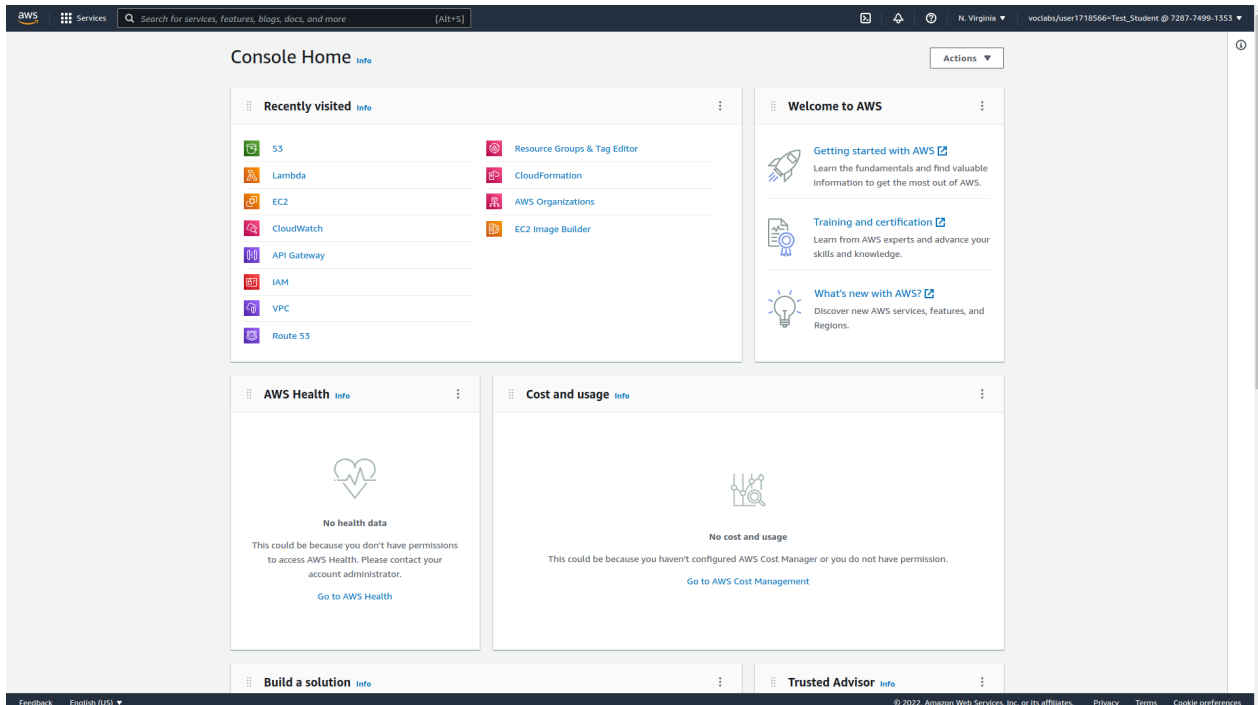 aws
Services
Search for services, features, blogs, docs, and more
[Alt+S]
N. Virginia ▼
voclabs/user1718566=Test_Student @ 7287-7499-1353 ▼
Console Home Info
Actions ▼
Recently visited Info
S3
Lambda
EC2
CloudWatch
API Gateway
IAM
VPC
Route 53
Resource Groups & Tag Editor
CloudFormation
AWS Organizations
EC2 Image Builder
Welcome to AWS
Getting started with AWS
Learn the fundamentals and find valuable
information to get the most out of AWS.
Training and certification
Learn from AWS experts and advance your
skills and knowledge.
What's new with AWS?
Discover new AWS services, features, and
Regions.
AWS Health Info
No health data
This could be because you don't have permissions
to access AWS Health. Please contact your
account administrator.
Go to AWS Health
Cost and usage Info
No cost and usage
This could be because you haven't configured AWS Cost Manager or you do not have permission.
Go to AWS Cost Management
Build a solution Info
Trusted Advisor Info
Feedback
English (US) ▼
© 2022, Amazon Web Services, Inc. or its affiliates.
Privacy
Terms
Cookie preferences